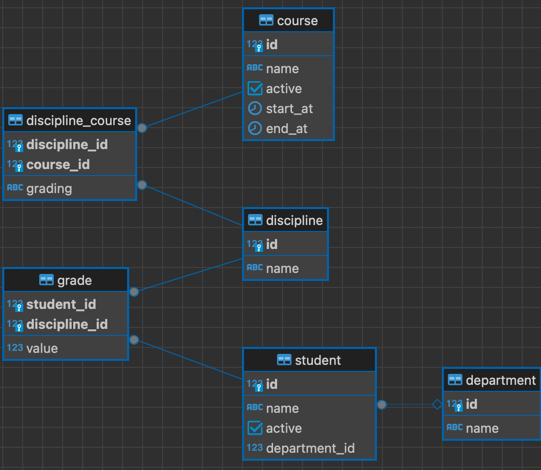 course
123 id
ABC name
active
start_at
end_at
discipline_course
123 discipline_id
123 course_id
ABC grading
discipline
123 id
ABC name
grade
123 student_id
123 discipline_id
123 value
student
123 id
ABC name
active
123 department_id
department
123 id
ABC name